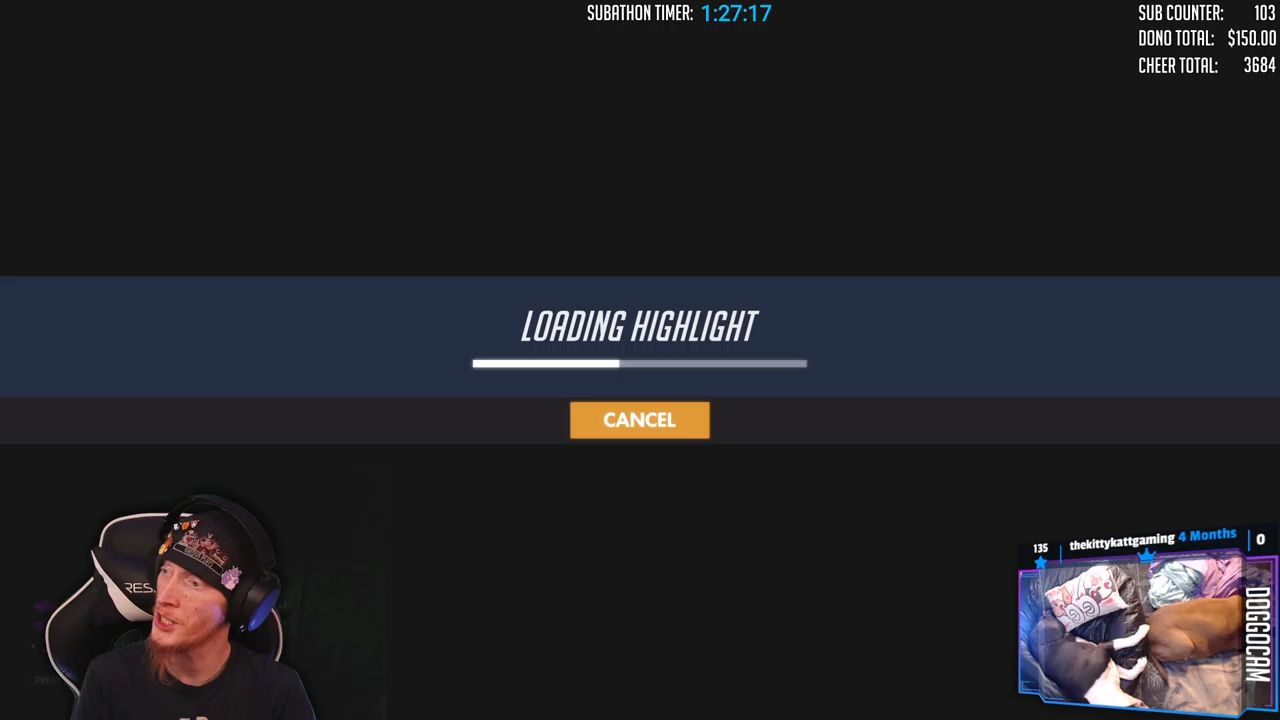 SUBATHON TIMER: 1:27:17
SUB COUNTER: 103
DONO TOTAL: $150.00
CHEER TOTAL: 3684
LOADING HIGHLIGHT
CANCEL
135 thekittykattgaming 4 Months 0
DOGGOCAM